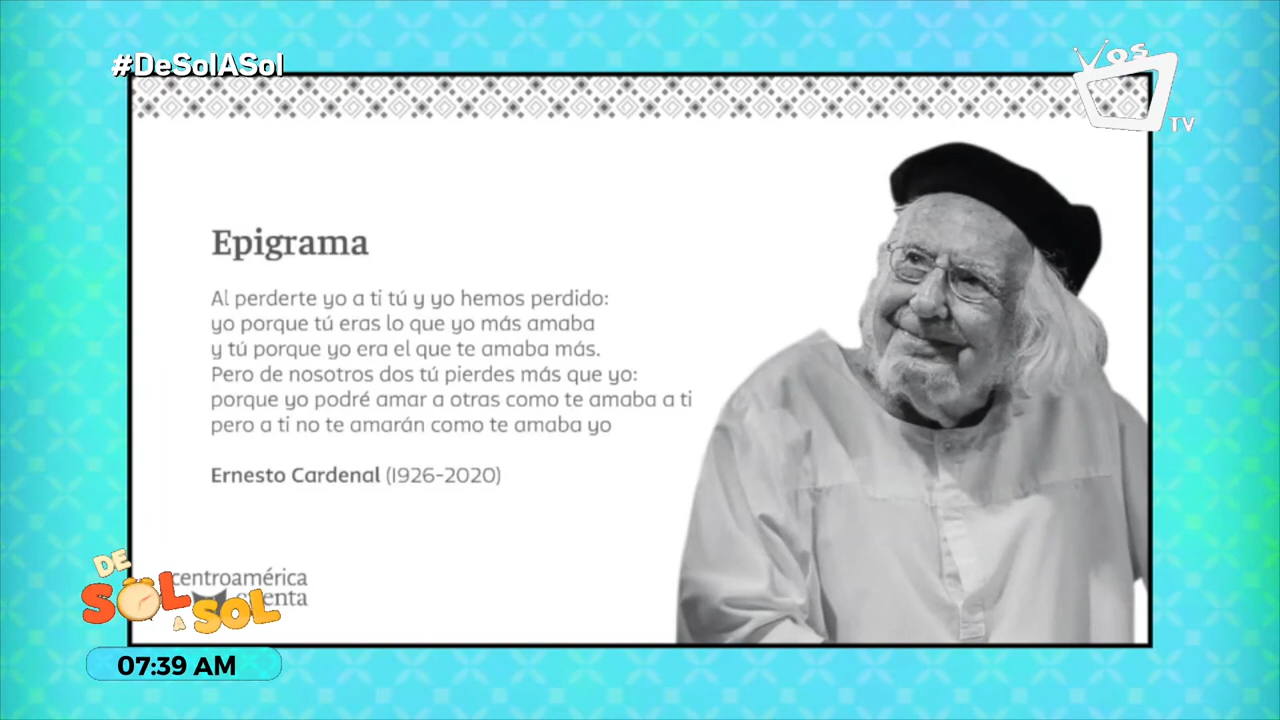 #DeSolASol
Vos
TV
Epigrama
Al perderte yo a ti tú y yo hemos perdido:
yo porque tú eras lo que yo más amaba
y tú porque yo era el que te amaba más.
Pero de nosotros dos tú pierdes más que yo:
porque yo podré amar a otras como te amaba a ti
pero a ti no te amarán como te amaba yo
Ernesto Cardenal (1926-2020)
centroamérica
DE
SOL
A
SOL
07:39 AM